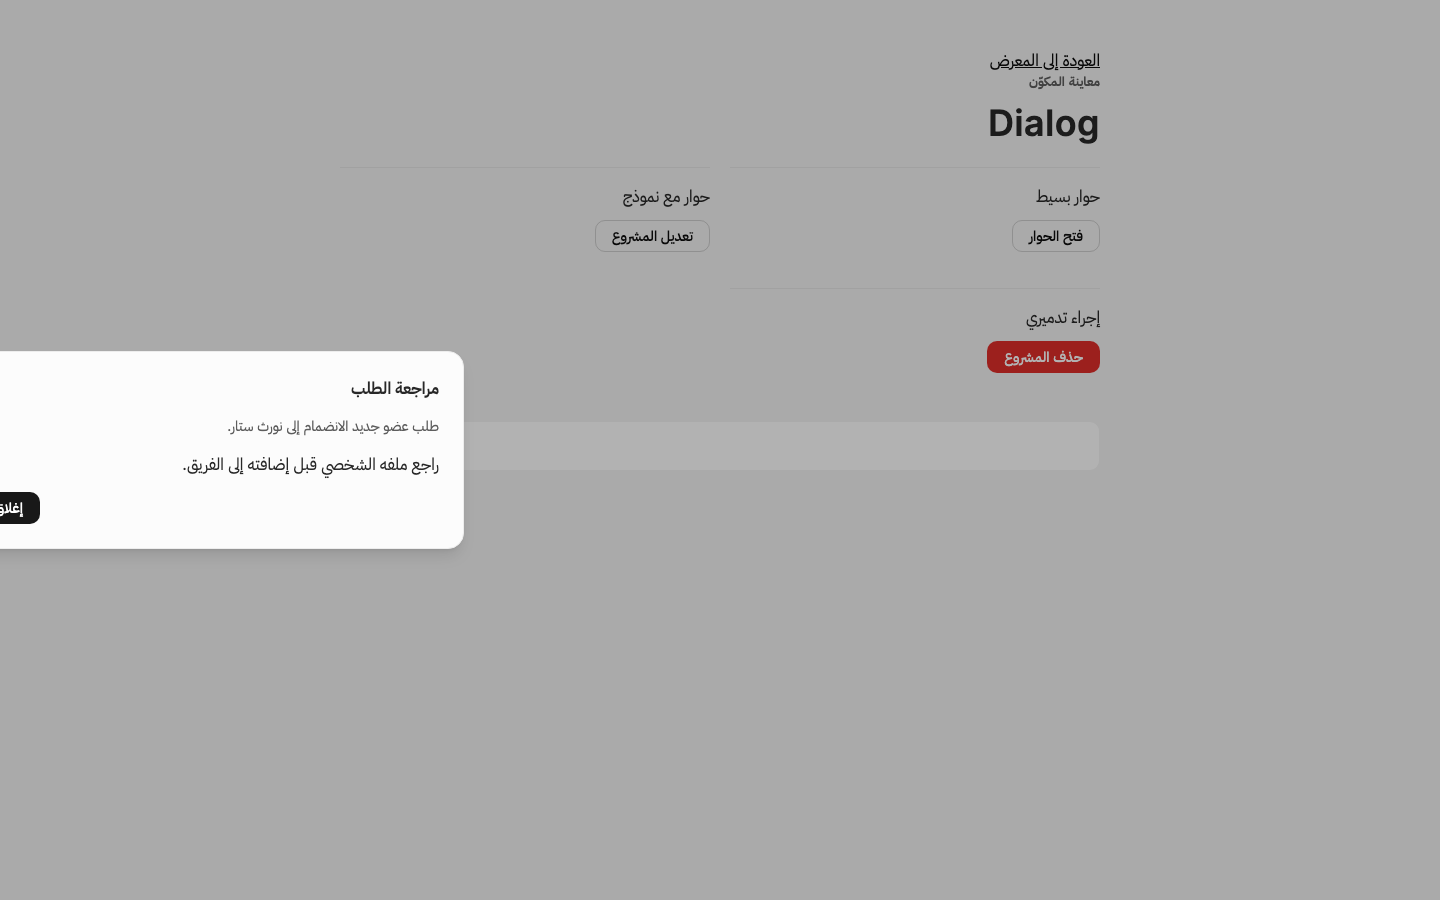 العودة إلى المعرض
معاينة المكوّن
Dialog
حوار بسيط
فتح الحوار
حوار مع نموذج
تعديل المشروع
إجراء تدميري
حذف المشروع
مراجعة الطلب
طلب عضو جديد الانضمام إلى نورث ستار.
راجع ملفه الشخصي قبل إضافته إلى الفريق.